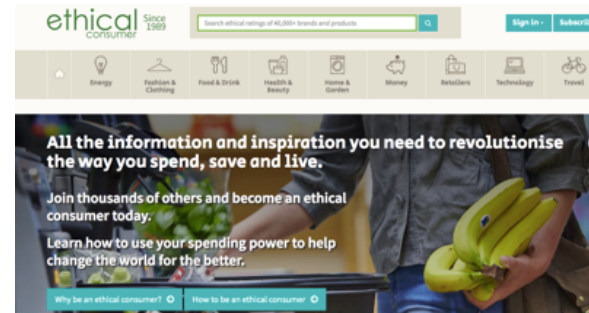 ethical Since
consumer 1989
Search ethical ratings of 40,000+ brands and products
Sign in
Subscrib
Energy
Fashion &
Clothing
Food & Drink
Health &
Beauty
Home &
Garden
Money
Retailers
Technology
Travel
All the information and inspiration you need to revolutionise
the way you spend, save and live.
Join thousands of others and become an ethical
consumer today.
Learn how to use your spending power to help
change the world for the better.
Why be an ethical consumer?
How to be an ethical consumer